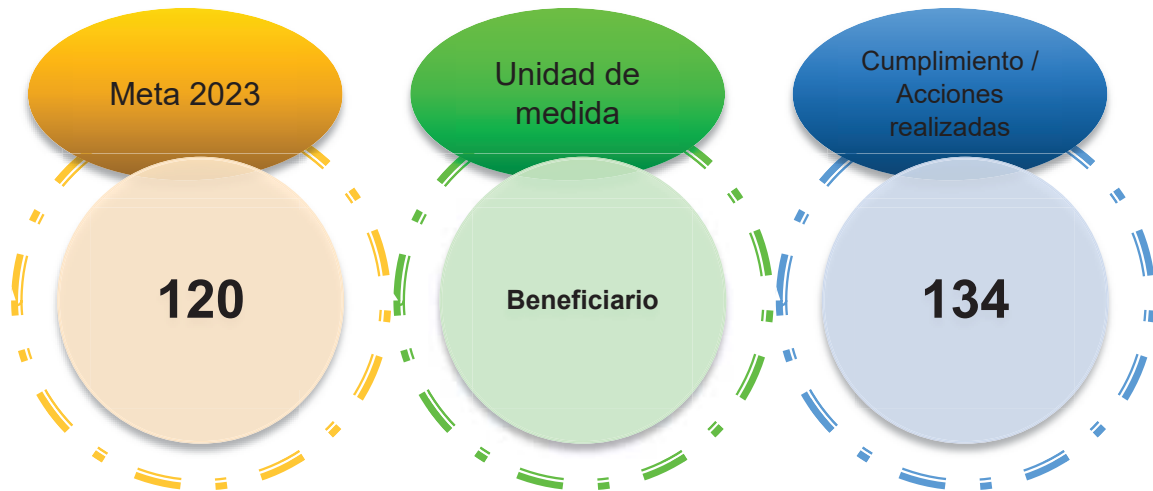 Meta 2023
Unidad de
medida
Cumplimiento /
Acciones
realizadas
120
Beneficiario
134